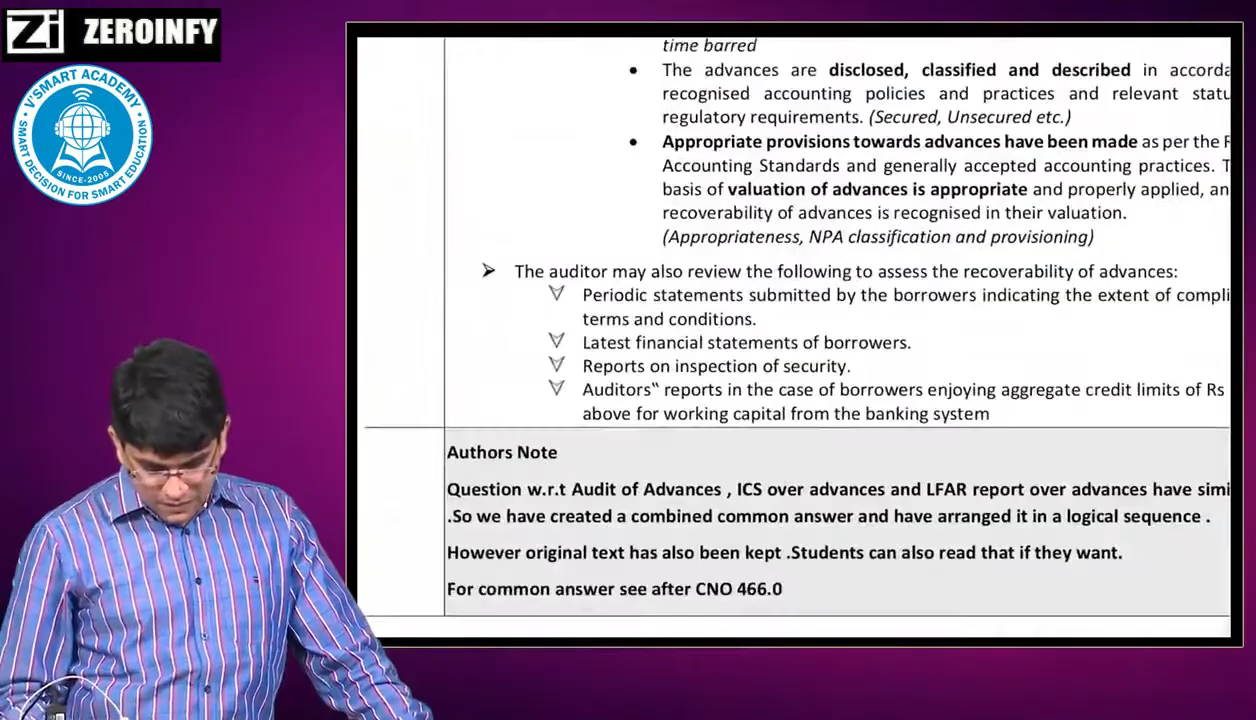 Zi ZEROINFY
V'SMART ACADEMY
SINCE-2005
SMART DECISION FOR SMART EDUCATION
time barred
• The advances are disclosed, classified and described in accorda
recognised accounting policies and practices and relevant statu
regulatory requirements. (Secured, Unsecured etc.)
• Appropriate provisions towards advances have been made as per the
Accounting Standards and generally accepted accounting practices. T
basis of valuation of advances is appropriate and properly applied, an
recoverability of advances is recognised in their valuation.
(Appropriateness, NPA classification and provisioning)
➢ The auditor may also review the following to assess the recoverability of advances:
Periodic statements submitted by the borrowers indicating the extent of compli
terms and conditions.
Latest financial statements of borrowers.
Reports on inspection of security.
Auditors‟ reports in the case of borrowers enjoying aggregate credit limits of Rs
above for working capital from the banking system
Authors Note
Question w.r.t Audit of Advances , ICS over advances and LFAR report over advances have simi
.So we have created a combined common answer and have arranged it in a logical sequence .
However original text has also been kept .Students can also read that if they want.
For common answer see after CNO 466.0